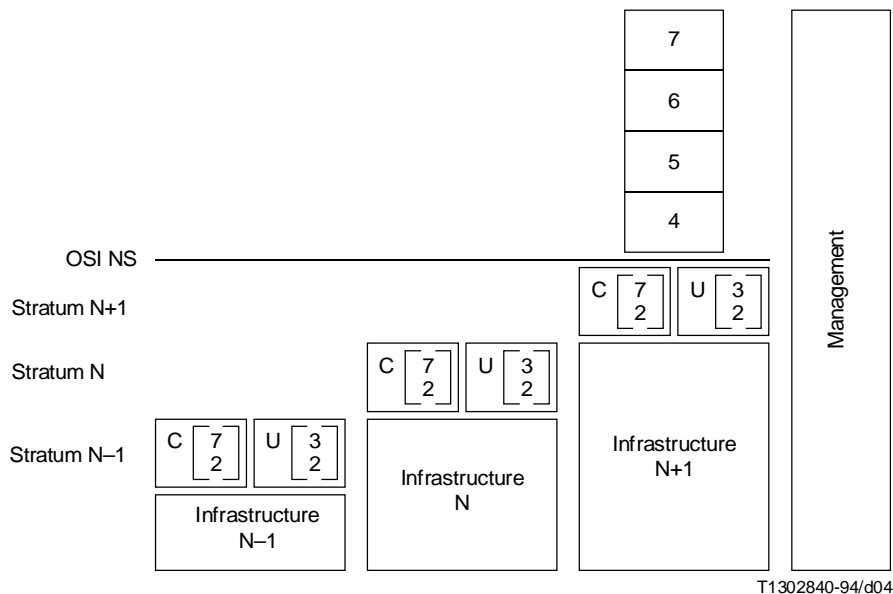 7
6
5
4
OSI NS
Stratum N+1
C 7 2
U 3 2
Stratum N
C 7 2
U 3 2
Stratum N–1
C 7 2
U 3 2
Infrastructure
N–1
Infrastructure
N
Infrastructure
N+1
Management
T1302840-94/d04